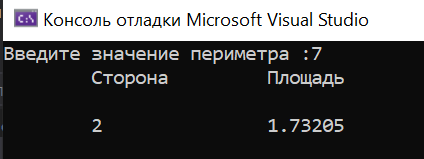 Консоль отладки Microsoft Visual Studio
Введите значение периметра :7
Сторона Площадь
2 1.73205